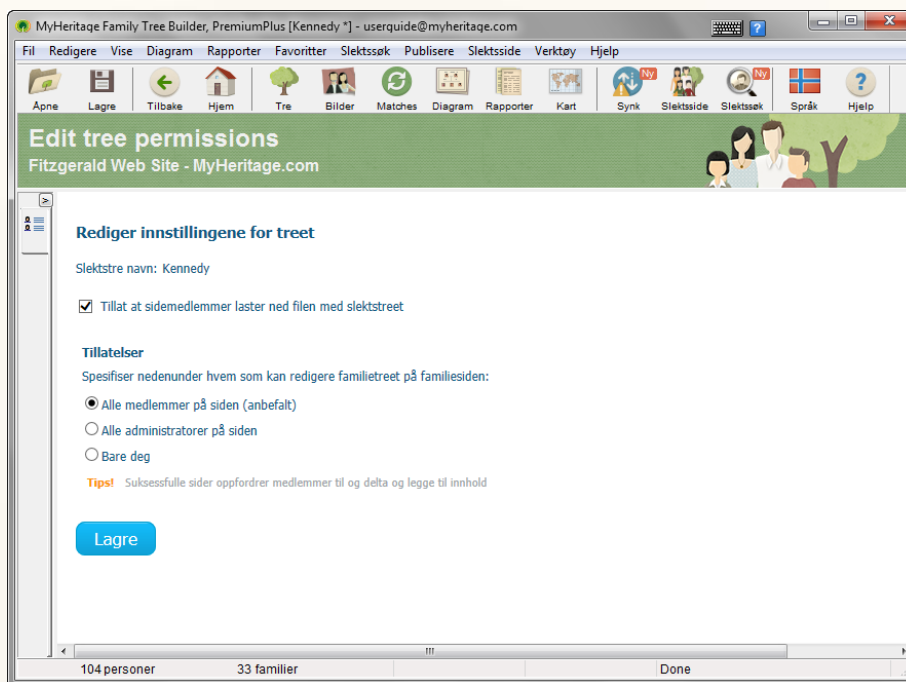 MyHeritage Family Tree Builder, PremiumPlus [Kennedy *] - userguide@myheritage.com
Fil Redigere Vise Diagram Rapporter Favoritter Slektssøk Publisere Slektsside Verktøy Hjelp
Ny Ny
Åpne Lagre Tilbake Hjem Tre Bilder Matches Diagram Rapporter Kart Synk Slektsside Slektssøk Språk Hjelp
Edit tree permissions
Fitzgerald Web Site - MyHeritage.com
Rediger innstillingene for treet
Slektstre navn: Kennedy
Tillat at sidemedlemmer laster ned filen med slektstreet
Tillatelser
Spesifiser nedenunder hvem som kan redigere familietreet på familiesiden:
Alle medlemmer på siden (anbefalt)
Alle administratorer på siden
Bare deg
Tips! Suksessfulle sider oppfordrer medlemmer til og delta og legge til innhold
Lagre
104 personer 33 familier Done